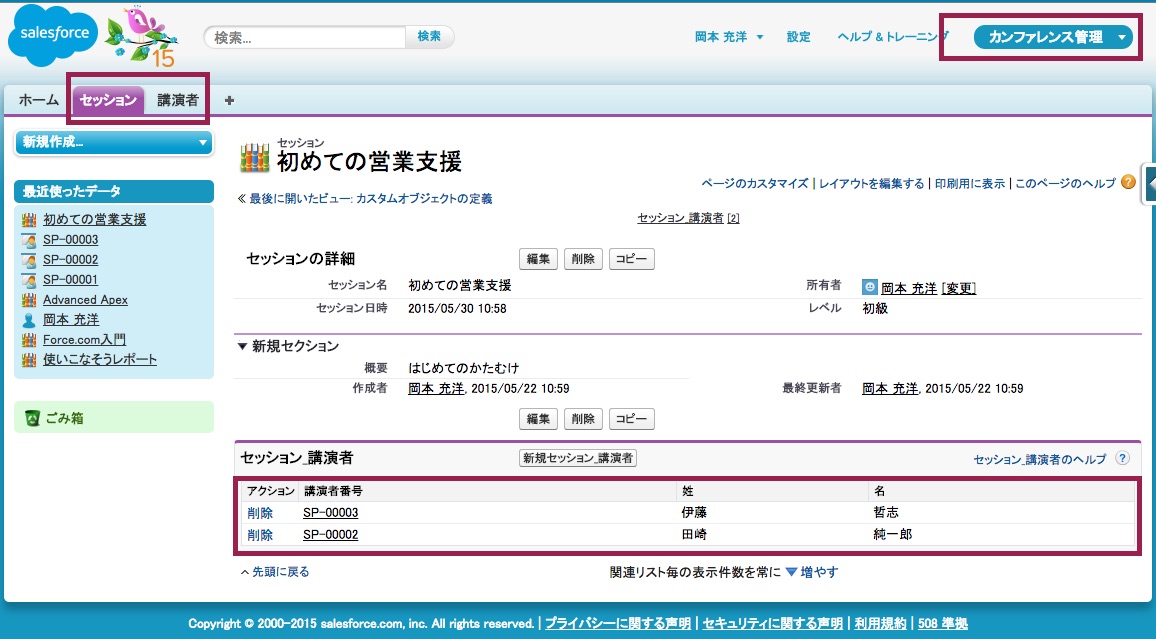 salesforce
15
検索...
検索
岡本 充洋
設定
ヘルプ & トレーニング
カンファレンス管理
ホーム
セッション
講演者
+
新規作成...
最近使ったデータ
初めての営業支援
SP-00003
SP-00002
SP-00001
Advanced Apex
岡本 充洋
Force.com入門
使いこなそうレポート
ごみ箱
セッション
初めての営業支援
ページのカスタマイズ | レイアウトを編集する | 印刷用に表示 | このページのヘルプ ?
« 最後に開いたビュー: カスタムオブジェクトの定義
セッション_講演者 [2]
セッションの詳細 編集 削除 コピー
セッション名 初めての営業支援 所有者 岡本 充洋 [変更]
セッション日時 2015/05/30 10:58 レベル 初級
▼ 新規セクション
概要 はじめてのかたむけ
作成者 岡本 充洋, 2015/05/22 10:59 最終更新者 岡本 充洋, 2015/05/22 10:59
編集 削除 コピー
セッション_講演者 新規セッション_講演者 セッション_講演者のヘルプ ?
アクション 講演者番号 姓 名
削除 SP-00003 伊藤 哲志
削除 SP-00002 田崎 純一郎
^ 先頭に戻る 関連リスト毎の表示件数を常に ▼ 増やす
Copyright © 2000-2015 salesforce.com, inc. All rights reserved. | プライバシーに関する声明 | セキュリティに関する声明 | 利用規約 | 508 準拠